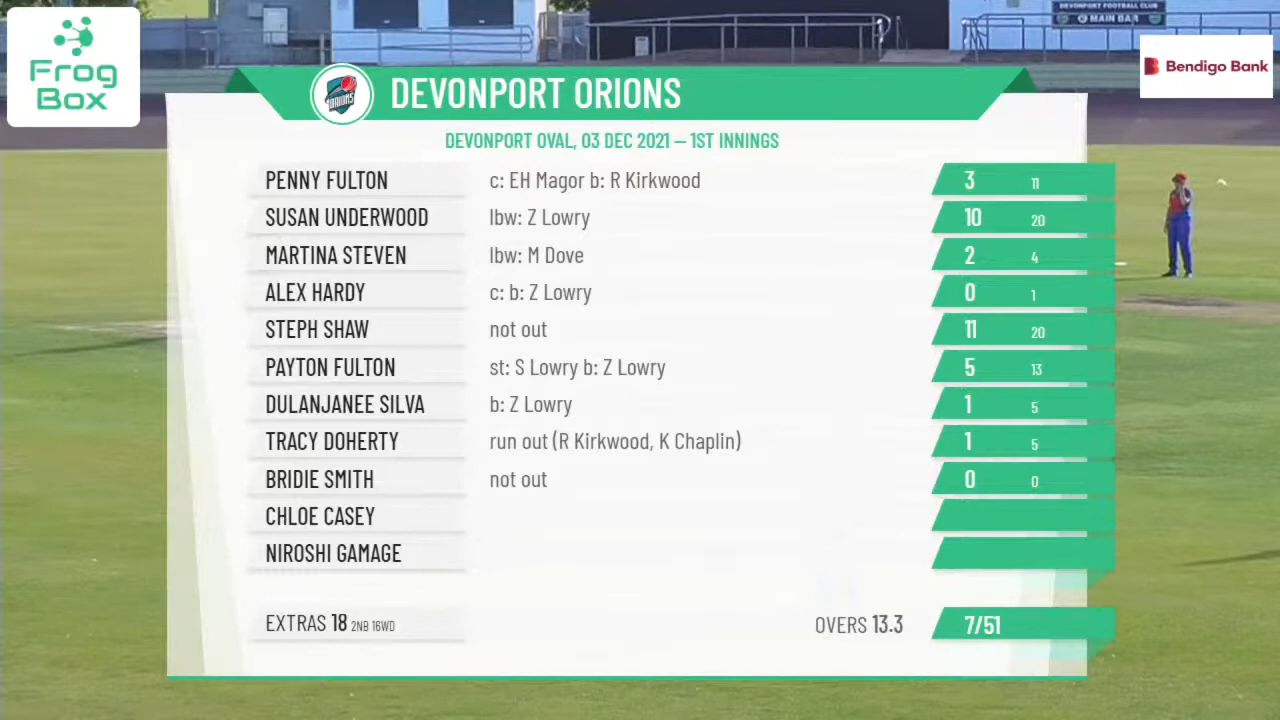 DEVONPORT FOOTBALL CLUB
MAIN BAR
Frog
Box
Bendigo Bank
ORIONS
DEVONPORT ORIONS
DEVONPORT OVAL, 03 DEC 2021 – 1ST INNINGS
PENNY FULTON c: EH Magor b: R Kirkwood 3 11
SUSAN UNDERWOOD lbw: Z Lowry 10 20
MARTINA STEVEN lbw: M Dove 2 4
ALEX HARDY c: b: Z Lowry 0 1
STEPH SHAW not out 11 20
PAYTON FULTON st: S Lowry b: Z Lowry 5 13
DULANJANEE SILVA b: Z Lowry 1 5
TRACY DOHERTY run out (R Kirkwood, K Chaplin) 1 5
BRIDIE SMITH not out 0 0
CHLOE CASEY
NIROSHI GAMAGE
EXTRAS 18 2NB 16WD OVERS 13.3 7/51